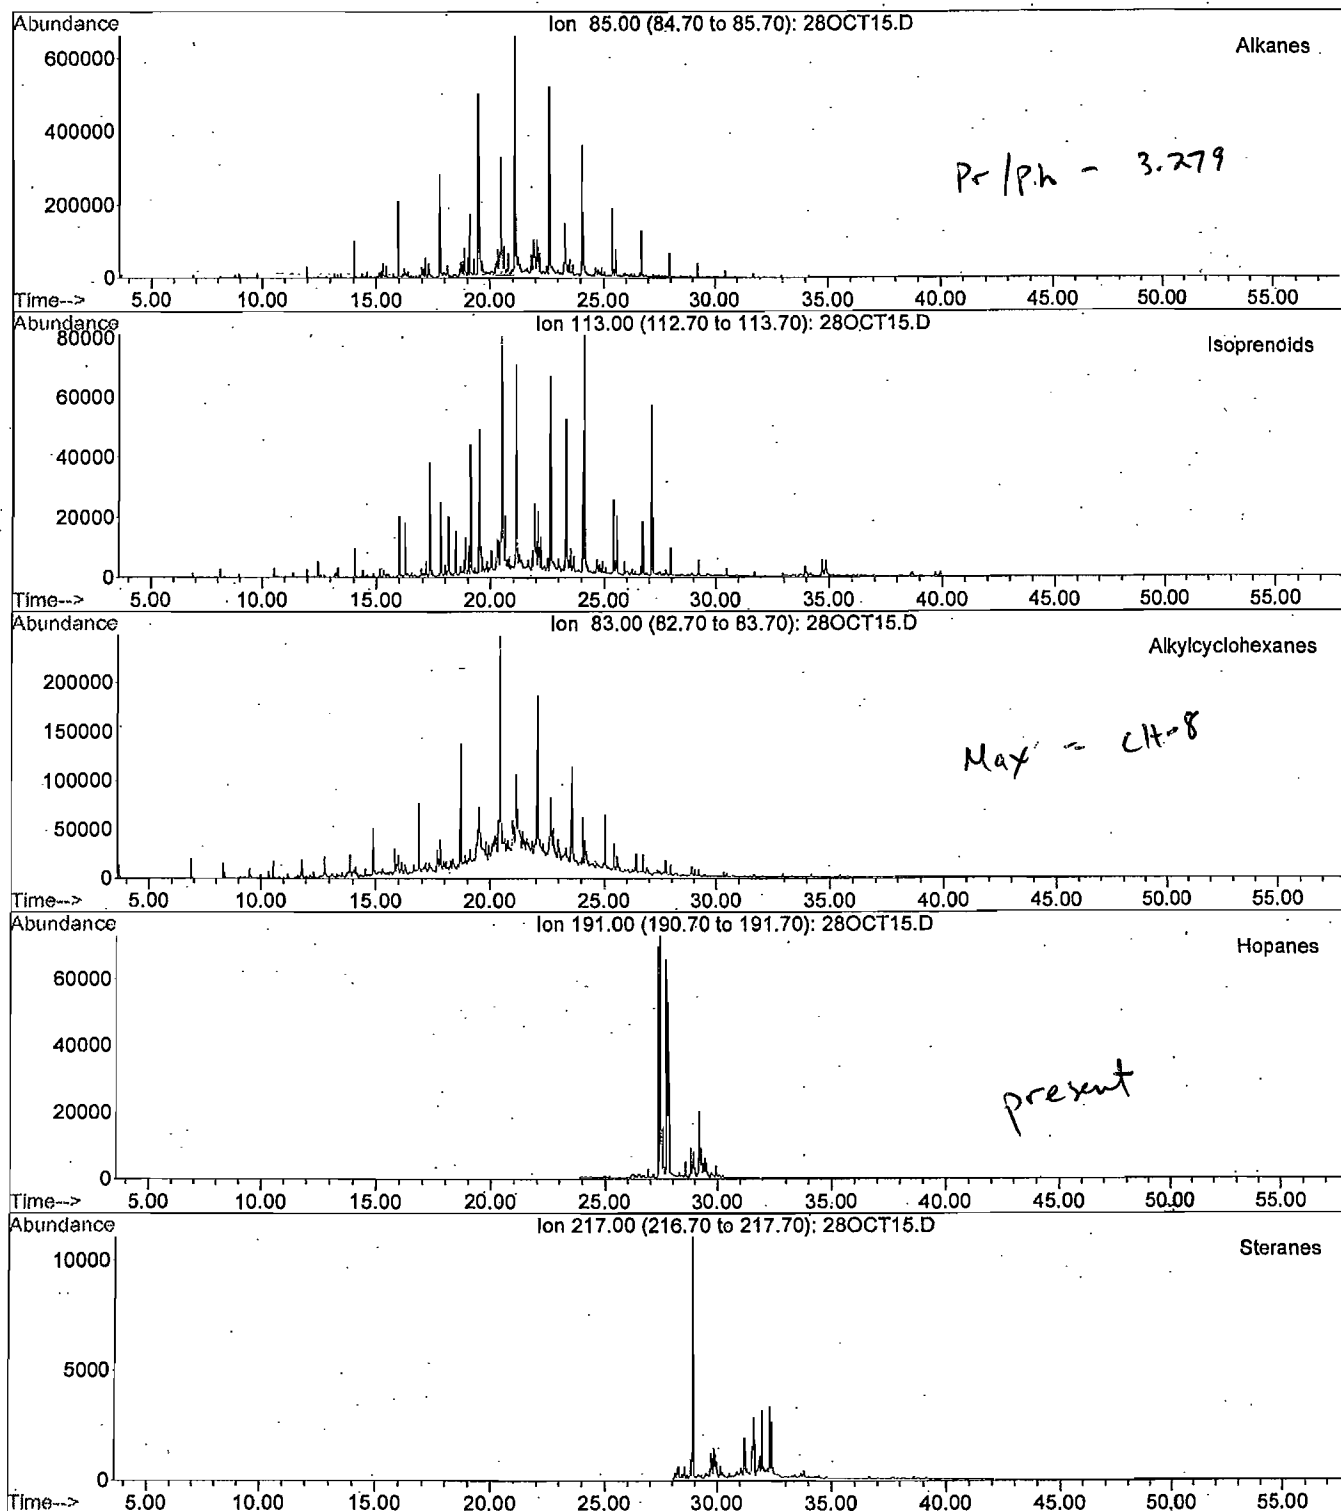 Abundance
Ion 85.00 (84.70 to 85.70): 28OCT15.D
Alkanes
600000
400000
Pr/Ph - 3.279
200000
0
Time--> 5.00 10.00 15.00 20.00 25.00 30.00 35.00 40.00 45.00 50.00 55.00
Abundance
Ion 113.00 (112.70 to 113.70): 28OCT15.D
80000
Isoprenoids
60000
40000
20000
0
Time--> 5.00 10.00 15.00 20.00 25.00 30.00 35.00 40.00 45.00 50.00 55.00
Abundance
Ion 83.00 (82.70 to 83.70): 28OCT15.D
Alkylcyclohexanes
200000
150000
Max = CH-8
100000
50000
0
Time--> 5.00 10.00 15.00 20.00 25.00 30.00 35.00 40.00 45.00 50.00 55.00
Abundance
Ion 191.00 (190.70 to 191.70): 28OCT15.D
Hopanes
60000
40000
present
20000
0
Time--> 5.00 10.00 15.00 20.00 25.00 30.00 35.00 40.00 45.00 50.00 55.00
Abundance
Ion 217.00 (216.70 to 217.70): 28OCT15.D
Steranes
10000
5000
0
Time--> 5.00 10.00 15.00 20.00 25.00 30.00 35.00 40.00 45.00 50.00 55.00